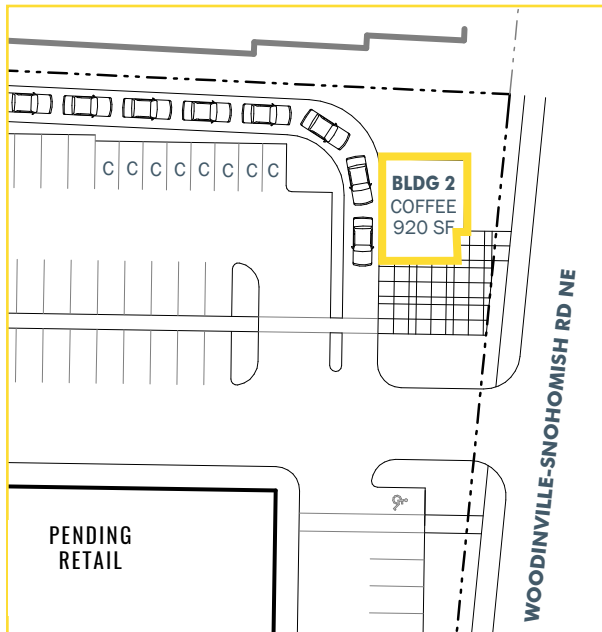 C C C C C C C
BLDG 2
COFFEE
920 SF
WOODINVILLE-SNOHOMISH RD NE
PENDING
RETAIL